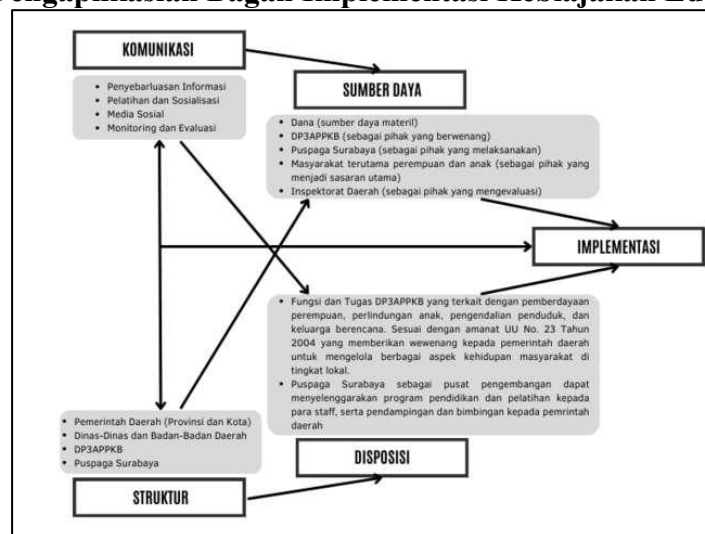 Pengaplikasian Bagan Implementasi Kebijakan
KOMUNIKASI
• Penyebarluasan Informasi
• Pelatihan dan Sosialisasi
• Media Sosial
• Monitoring dan Evaluasi
SUMBER DAYA
• Dana (sumber daya materil)
• DP3APPKB (sebagai pihak yang berwenang)
• Puspaga Surabaya (sebagai pihak yang melaksanakan)
• Masyarakat terutama perempuan dan anak (sebagai pihak yang
menjadi sasaran utama)
• Inspektorat Daerah (sebagai pihak yang mengevaluasi)
IMPLEMENTASI
• Fungsi dan Tugas DP3APPKB yang terkait dengan pemberdayaan
perempuan, perlindungan anak, pengendalian penduduk, dan
keluarga berencana. Sesuai dengan amanat UU No. 23 Tahun
2004 yang memberikan wewenang kepada pemerintah daerah
untuk mengelola berbagai aspek kehidupan masyarakat di
tingkat lokal.
• Puspaga Surabaya sebagai pusat pengembangan dapat
menyelenggarakan program pendidikan dan pelatihan kepada
para staff, serta pendampingan dan bimbingan kepada pemrintah
daerah
• Pemerintah Daerah (Provinsi dan Kota)
• Dinas-Dinas dan Badan-Badan Daerah
• DP3APPKB
• Puspaga Surabaya
DISPOSISI
STRUKTUR